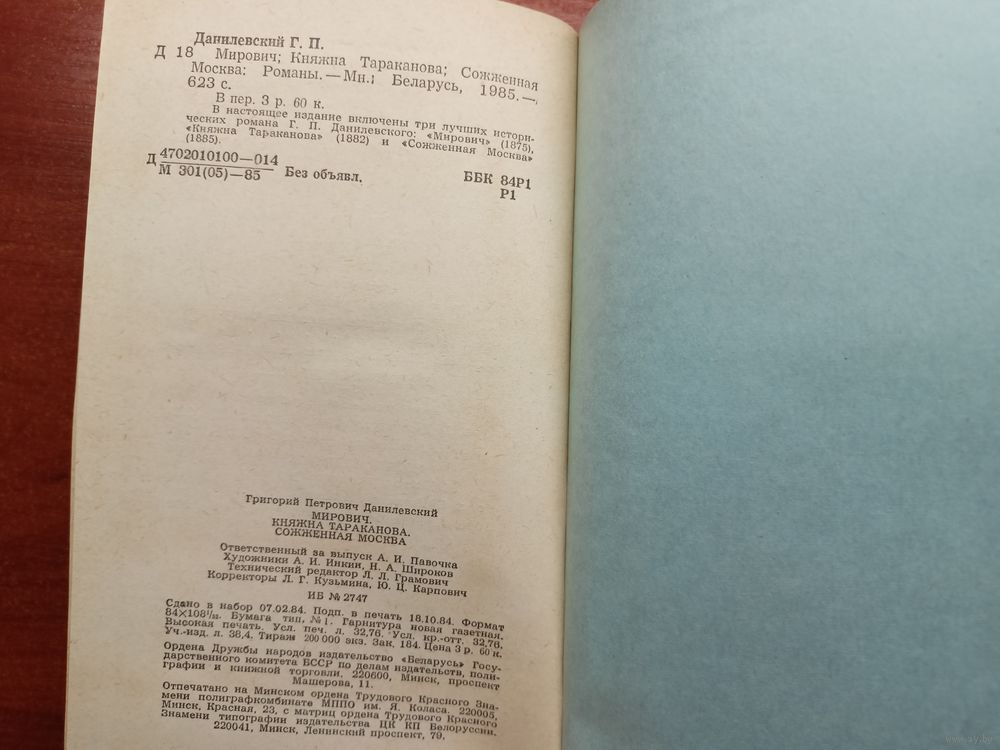 Данилевский Г. П.
Д 18 Мирович; Княжна Тараканова; Сожженная
Москва: Романы. — Мн.: Беларусь, 1985. —
623 с.
В пер. 3 р. 60 к.
В настоящее издание включены три лучших истори-
ческих романа Г. П. Данилевского: «Мирович» (1875),
«Княжна Тараканова» (1882) и «Сожженная Москва»
(1885).
Д 4702010100—014
М 301(05)—85 Без объявл.
ББК 84Р1
Р1
Григорий Петрович Данилевский
МИРОВИЧ.
КНЯЖНА ТАРАКАНОВА.
СОЖЖЕННАЯ МОСКВА
Ответственный за выпуск А. И. Павочка
Художники А. И. Инкин, Н. А. Широков
Технический редактор Л. Л. Грамович
Корректоры Л. Г. Кузьмина, Ю. Ц. Карпович
ИБ № 2747
Сдано в набор 07.02.84. Подп. в печать 18.10.84. Формат
84×108¹/₃₂. Бумага тип. № 1. Гарнитура новая газетная.
Высокая печать. Усл. печ. л. 32,76. Усл. кр.-отт. 32,76.
Уч.-изд. л. 38,4. Тираж 200 000 экз. Зак. 184. Цена 3 р. 60 к.
Ордена Дружбы народов издательство «Беларусь» Госу-
дарственного комитета БССР по делам издательств, поли-
графии и книжной торговли. 220600, Минск, проспект
Машерова, 11.
Отпечатано на Минском ордена Трудового Красного Зна-
мени полиграфкомбинате МППО им. Я. Коласа. 220005,
Минск, Красная, 23, с матриц ордена Трудового Красного
Знамени типографии издательства ЦК КП Белоруссии.
220041, Минск, Ленинский проспект, 79.